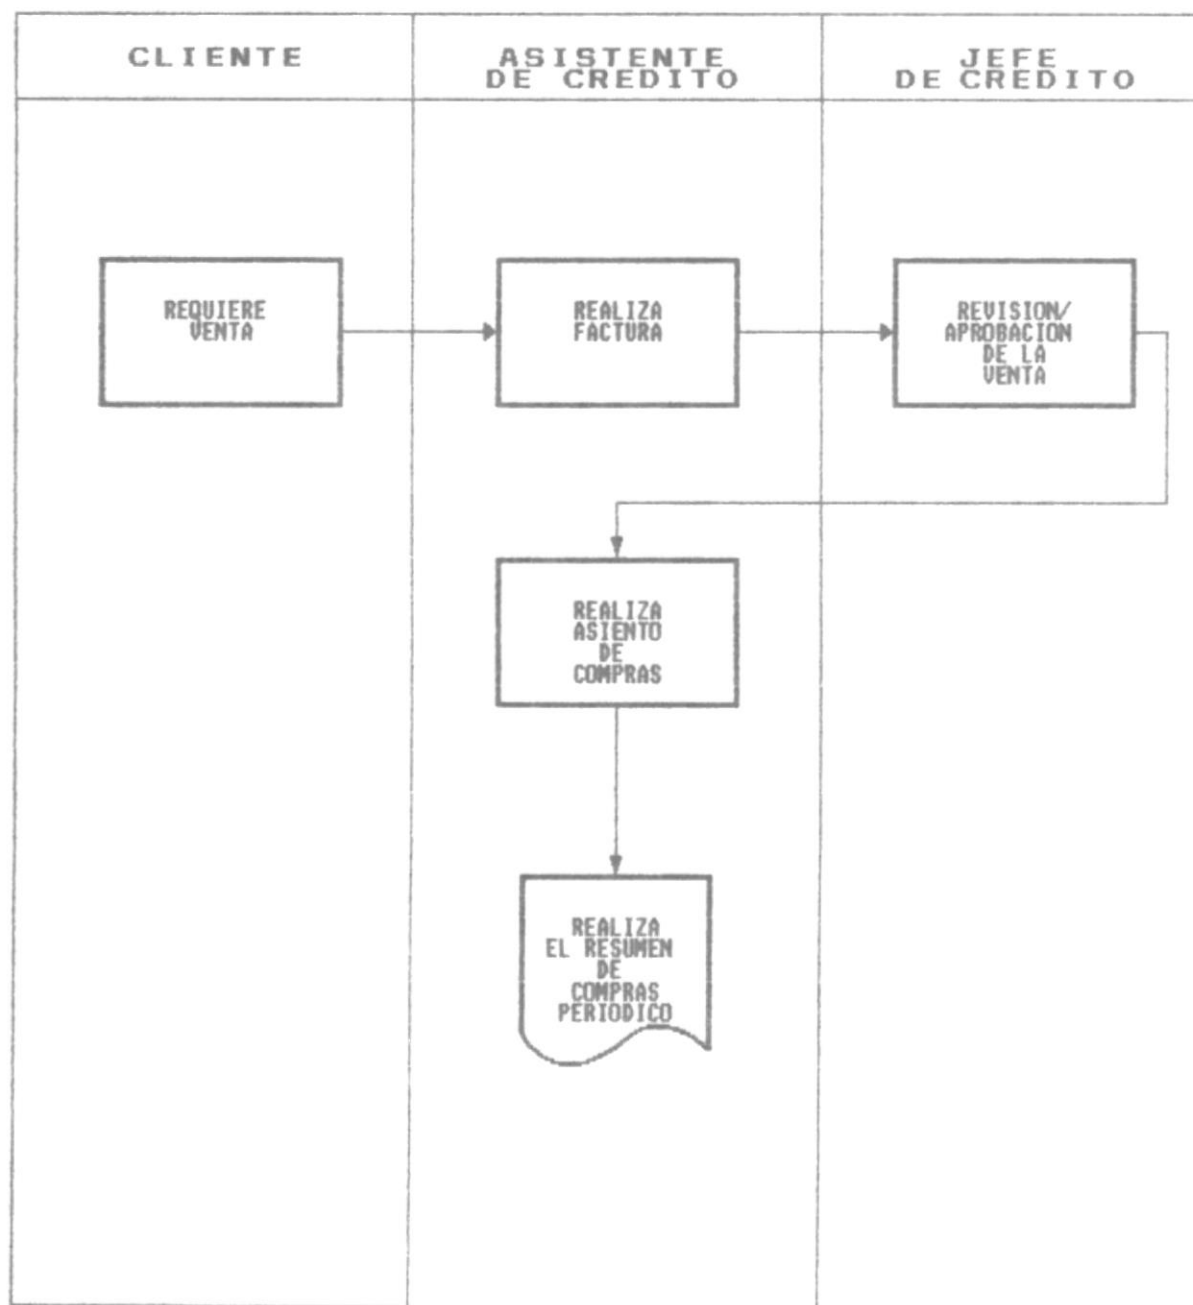 CLIENTE
ASISTENTE
DE CREDITO
JEFE
DE CREDITO
REQUIERE
VENTA
REALIZA
FACTURA
REVISION/
APROBACION
DE LA
VENTA
REALIZA
ASIENTO
DE
COMPRAS
REALIZA
EL RESUMEN
DE
COMPRAS
PERIODICO